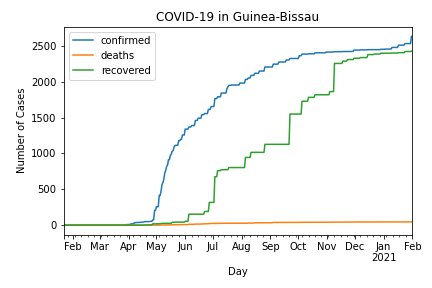 COVID-19 in Guinea-Bissau
confirmed
deaths
recovered
Number of Cases
2500
2000
1500
1000
500
0
Feb Mar Apr May Jun Jul Aug Sep Oct Nov Dec Jan Feb
2021
Day